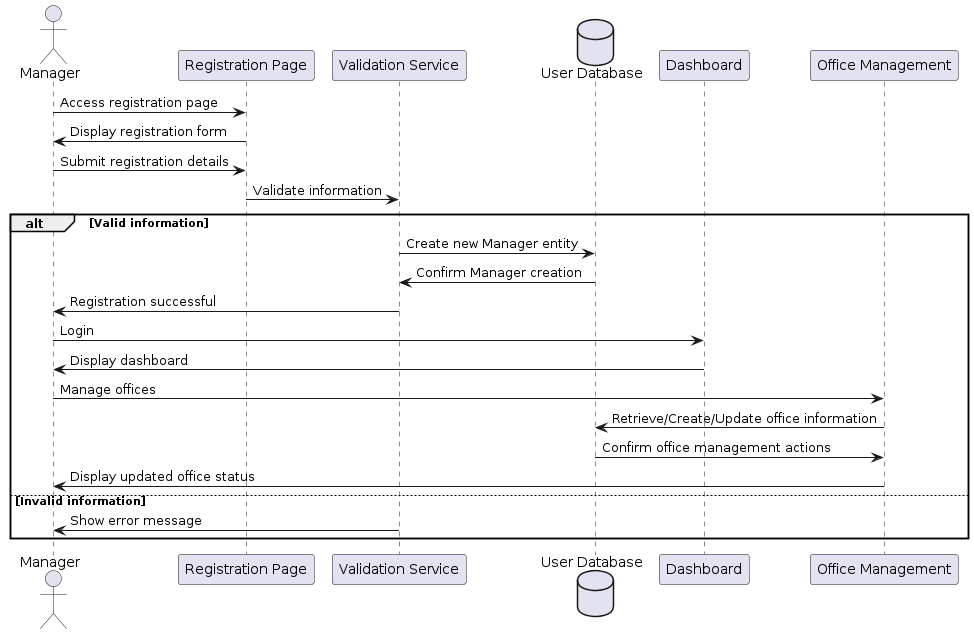 Manager
Registration Page
Validation Service
User Database
Dashboard
Office Management
Access registration page
Display registration form
Submit registration details
Validate information
alt
[Valid information]
Create new Manager entity
Confirm Manager creation
Registration successful
Login
Display dashboard
Manage offices
Retrieve/Create/Update office information
Confirm office management actions
Display updated office status
[Invalid information]
Show error message
Manager
Registration Page
Validation Service
User Database
Dashboard
Office Management